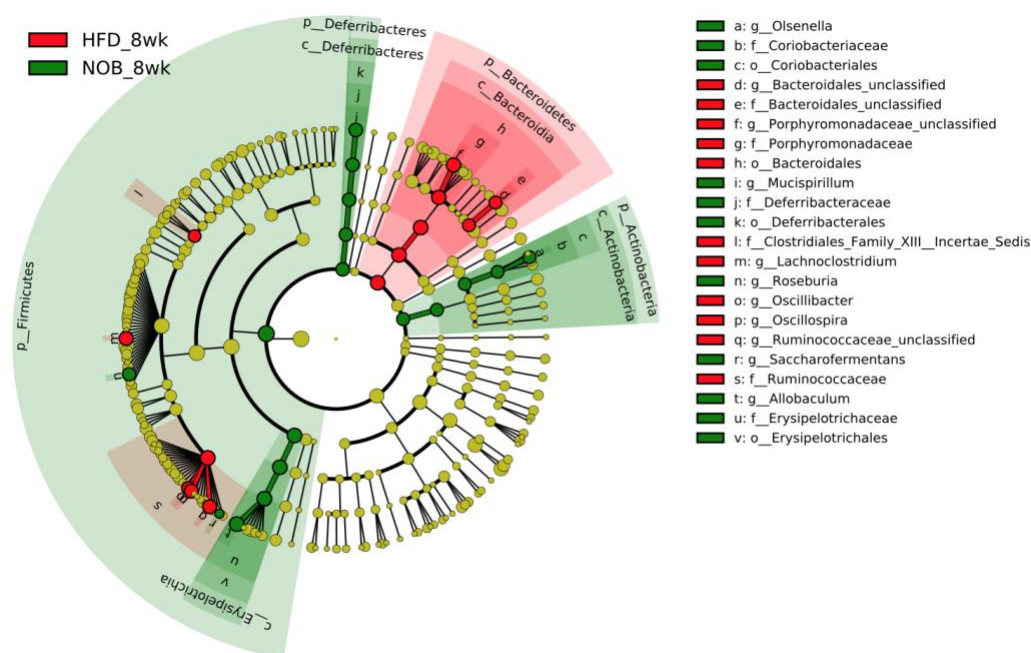 HFD_8wk
NOB_8wk
p__Deferribacteres
c__Deferribacteres
k
j
i
p__Bacteroidetes
c__Bacteroidia
h
g
f
e
d
p__Actinobacteria
c__Actinobacteria
c
b
a
p__Firmicutes
l
m
n
s
q
r
t
u
v
c__Erysipelotrichia
a: g__Olsenella
b: f__Coriobacteriaceae
c: o__Coriobacteriales
d: g__Bacteroidales_unclassified
e: f__Bacteroidales_unclassified
f: g__Porphyromonadaceae_unclassified
g: f__Porphyromonadaceae
h: o__Bacteroidales
i: g__Mucispirillum
j: f__Deferribacteraceae
k: o__Deferribacterales
l: f__Clostridiales_Family_XIII__Incertae_Sedis
m: g__Lachnoclostridium
n: g__Roseburia
o: g__Oscillibacter
p: g__Oscillospira
q: g__Ruminococcaceae_unclassified
r: g__Saccharofermentans
s: f__Ruminococcaceae
t: g__Allobaculum
u: f__Erysipelotrichaceae
v: o__Erysipelotrichales